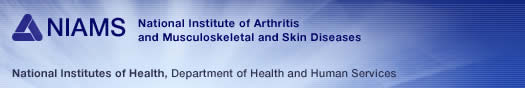 NIAMS
National Institute of Arthritis
and Musculoskeletal and Skin Diseases
National Institutes of Health, Department of Health and Human Services